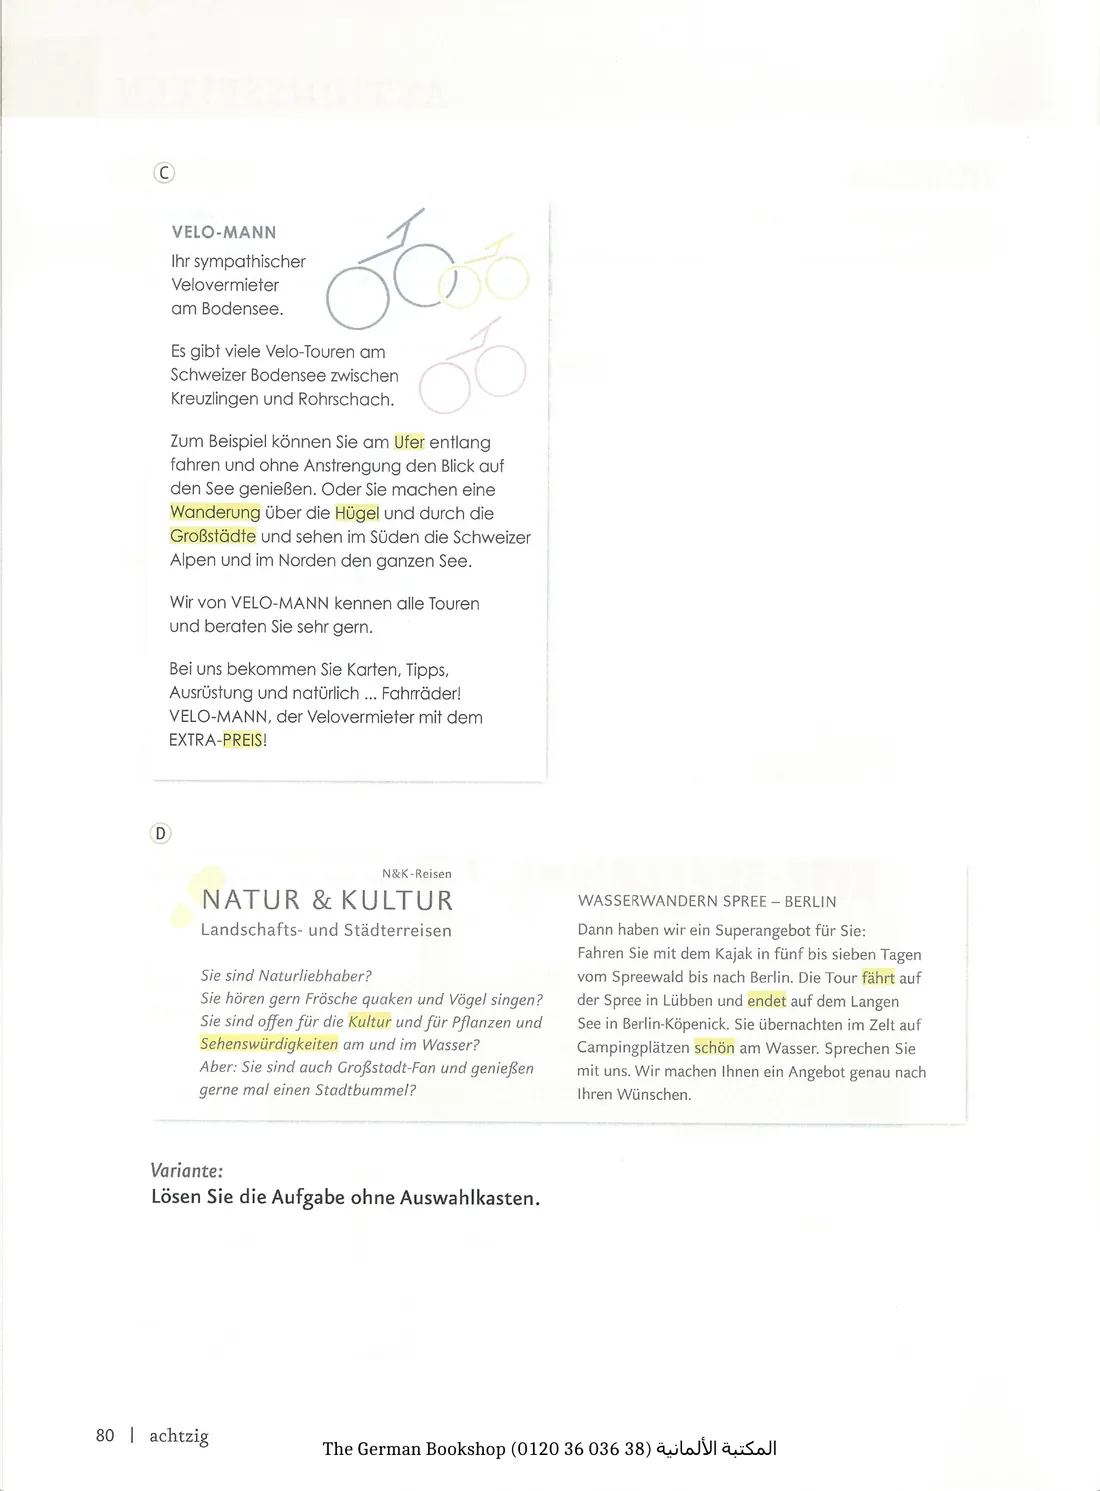 C
VELO-MANN
Ihr sympathischer
Velovermieter
am Bodensee.
Es gibt viele Velo-Touren am
Schweizer Bodensee zwischen
Kreuzlingen und Rohrschach.
Zum Beispiel können Sie am Ufer entlang
fahren und ohne Anstrengung den Blick auf
den See genießen. Oder Sie machen eine
Wanderung über die Hügel und durch die
Großstädte und sehen im Süden die Schweizer
Alpen und im Norden den ganzen See.
Wir von VELO-MANN kennen alle Touren
und beraten Sie sehr gern.
Bei uns bekommen Sie Karten, Tipps,
Ausrüstung und natürlich ... Fahrräder!
VELO-MANN, der Velovermieter mit dem
EXTRA-PREIS!
D
N&K-Reisen
NATUR & KULTUR
Landschafts- und Städterreisen
Sie sind Naturliebhaber?
Sie hören gern Frösche quaken und Vögel singen?
Sie sind offen für die Kultur und für Pflanzen und
Sehenswürdigkeiten am und im Wasser?
Aber: Sie sind auch Großstadt-Fan und genießen
gerne mal einen Stadtbummel?
WASSERWANDERN SPREE – BERLIN
Dann haben wir ein Superangebot für Sie:
Fahren Sie mit dem Kajak in fünf bis sieben Tagen
vom Spreewald bis nach Berlin. Die Tour fährt auf
der Spree in Lübben und endet auf dem Langen
See in Berlin-Köpenick. Sie übernachten im Zelt auf
Campingplätzen schön am Wasser. Sprechen Sie
mit uns. Wir machen Ihnen ein Angebot genau nach
Ihren Wünschen.
Variante:
Lösen Sie die Aufgabe ohne Auswahlkasten.
80 | achtzig
The German Bookshop (0120 36 036 38) المكتبة الألمانية